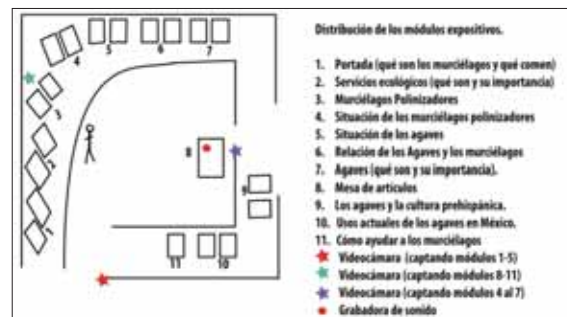 Distribución de los módulos expositivos.
1. Portada (qué son los murciélagos y qué comen)
2. Servicios ecológicos (qué son y su importancia)
3. Murciélagos Polinizadores
4. Situación de los murciélagos polinizadores
5. Situación de los agaves
6. Relación de los Agaves y los murciélagos
7. Agaves (qué son y su importancia).
8. Mesa de artículos
9. Los agaves y la cultura prehispánica.
10. Usos actuales de los agaves en México.
11. Cómo ayudar a los murciélagos
Videocámara (captando módulos 1-5)
Videocámara (captando módulos 8-11)
Videocámara (captando módulos 4 al 7)
Grabadora de sonido
4
5
6
7
3
2
1
8
9
11
10